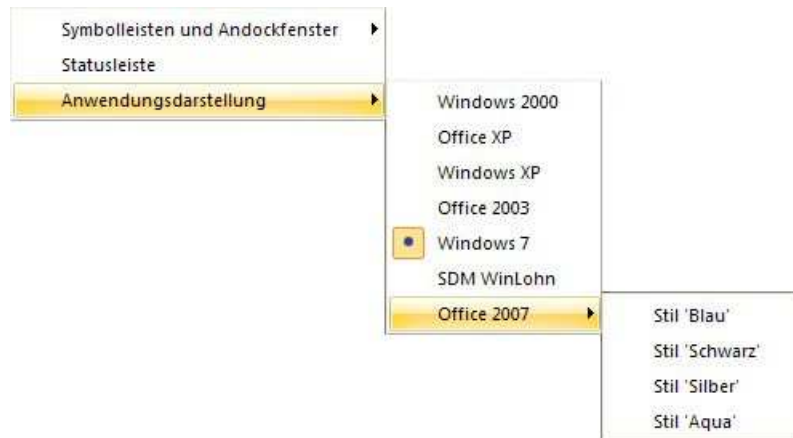 Symbolleisten und Andockfenster
Statusleiste
Anwendungsdarstellung
Windows 2000
Office XP
Windows XP
Office 2003
Windows 7
SDM WinLohn
Office 2007
Stil 'Blau'
Stil 'Schwarz'
Stil 'Silber'
Stil 'Aqua'